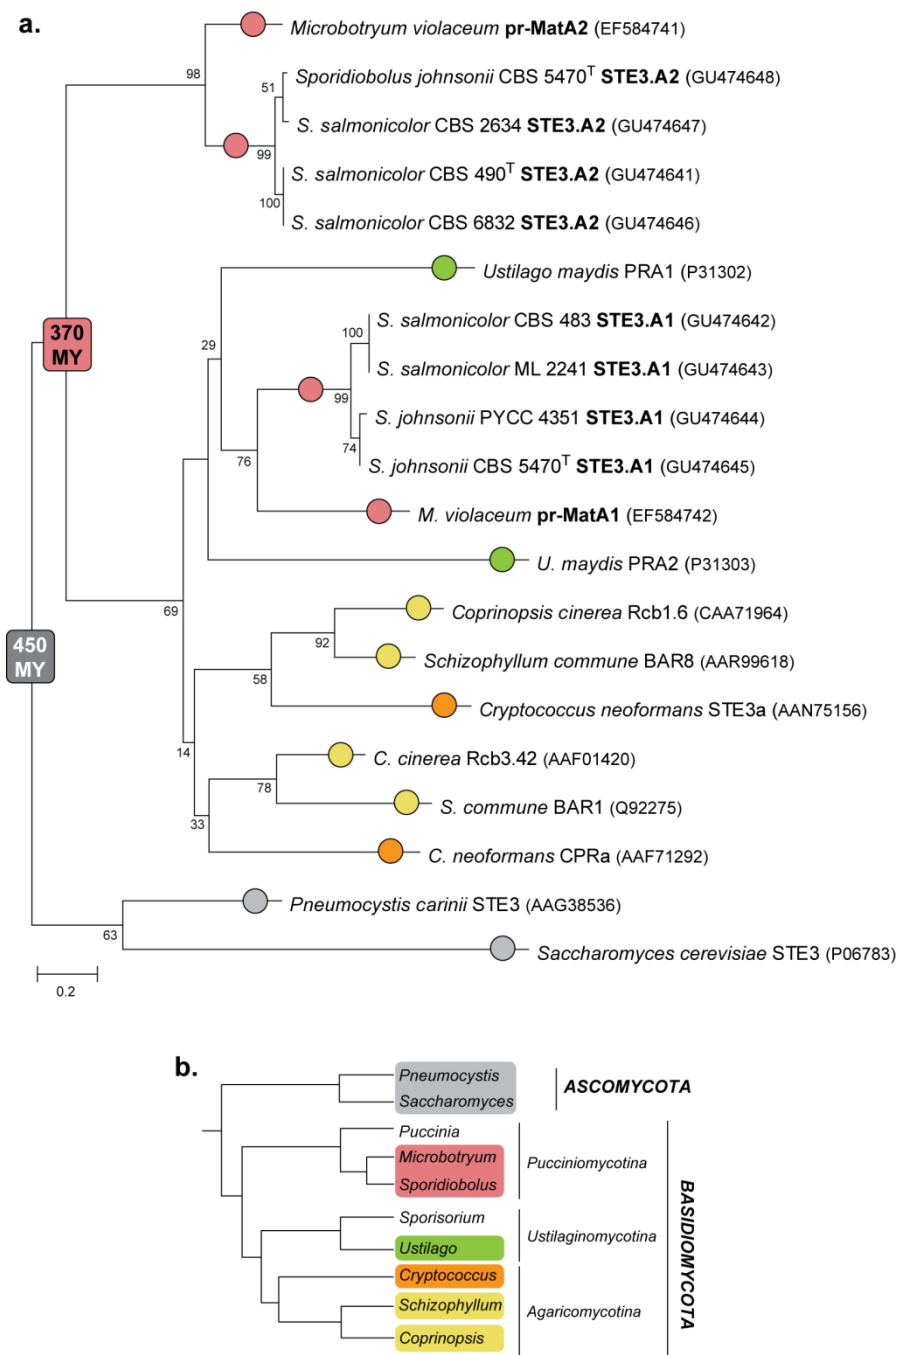 a.
Microbotryum violaceum pr-MatA2 (EF584741)
98
Sporidiobolus johnsonii CBS 5470T STE3.A2 (GU474648)
51
S. salmonicolor CBS 2634 STE3.A2 (GU474647)
99
S. salmonicolor CBS 490T STE3.A2 (GU474641)
100
S. salmonicolor CBS 6832 STE3.A2 (GU474646)
Ustilago maydis PRA1 (P31302)
370
MY
S. salmonicolor CBS 483 STE3.A1 (GU474642)
100
29
S. salmonicolor ML 2241 STE3.A1 (GU474643)
99
S. johnsonii PYCC 4351 STE3.A1 (GU474644)
74
76
S. johnsonii CBS 5470T STE3.A1 (GU474645)
M. violaceum pr-MatA1 (EF584742)
U. maydis PRA2 (P31303)
69
Coprinopsis cinerea Rcb1.6 (CAA71964)
92
450
MY
Schizophyllum commune BAR8 (AAR99618)
58
Cryptococcus neoformans STE3a (AAN75156)
14
C. cinerea Rcb3.42 (AAF01420)
78
S. commune BAR1 (Q92275)
33
C. neoformans CPRa (AAF71292)
Pneumocystis carinii STE3 (AAG38536)
63
Saccharomyces cerevisiae STE3 (P06783)
0.2
b.
Pneumocystis
Saccharomyces
ASCOMYCOTA
Puccinia
Microbotryum
Sporidiobolus
Pucciniomycotina
Sporisorium
Ustilago
Ustilaginomycotina
Cryptococcus
Schizophyllum
Coprinopsis
Agaricomycotina
BASIDIOMYCOTA